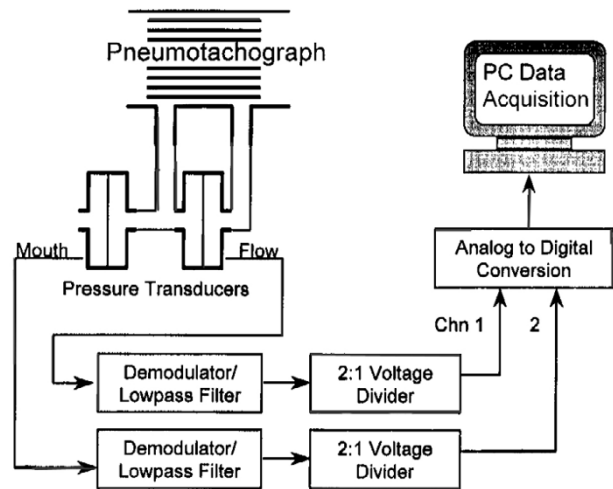 Pneumotachograph
PC Data
Acquisition
Mouth
Flow
Pressure Transducers
Analog to Digital
Conversion
Chn 1
2
Demodulator/
Lowpass Filter
2:1 Voltage
Divider
Demodulator/
Lowpass Filter
2:1 Voltage
Divider